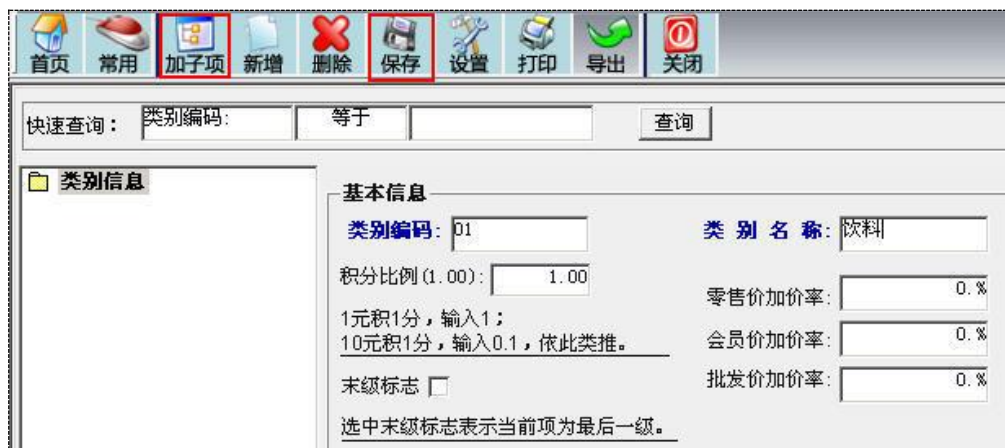 首页 常用 加子项 新增 删除 保存 设置 打印 导出 关闭
快速查询： 类别编码: 等于 查询
类别信息
基本信息
类别编码: 01 类 别 名 称: 饮料
积分比例(1.00): 1.00
零售价加价率: 0.%
1元积1分，输入1；
10元积1分，输入0.1，依此类推。
会员价加价率: 0.%
末级标志
批发价加价率: 0.%
选中末级标志表示当前项为最后一级。